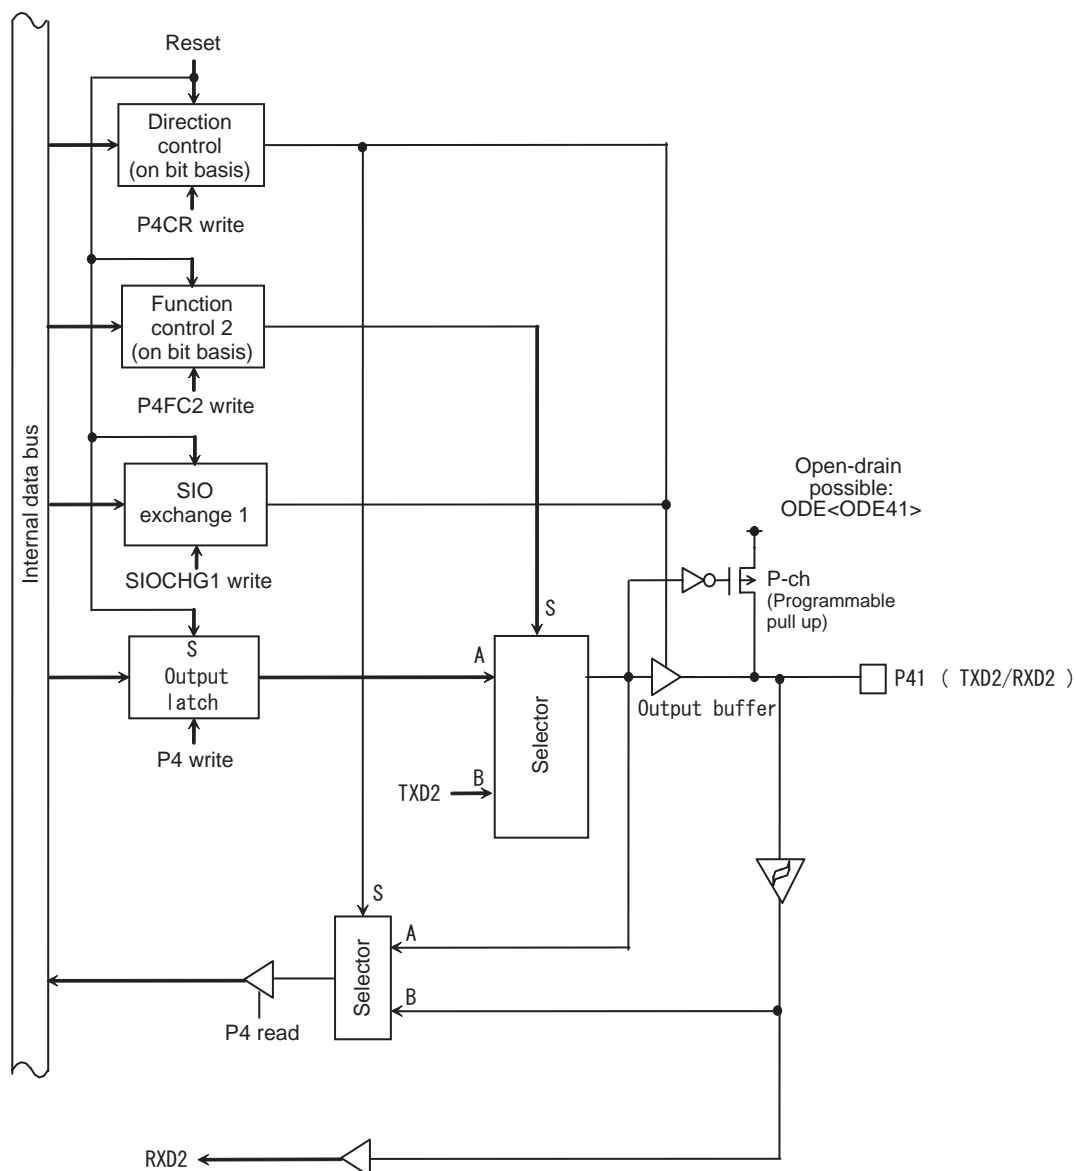 Reset
Direction
control
(on bit basis)
P4CR write
Function
control 2
(on bit basis)
P4FC2 write
Internal data bus
SIO
exchange 1
SIOCHG1 write
Open-drain
possible:
ODE<ODE41>
P-ch
(Programmable
pull up)
S
Output
latch
P4 write
S
A
B
Selector
TXD2
Output buffer
P41 ( TXD2/RXD2 )
S
A
B
Selector
P4 read
RXD2